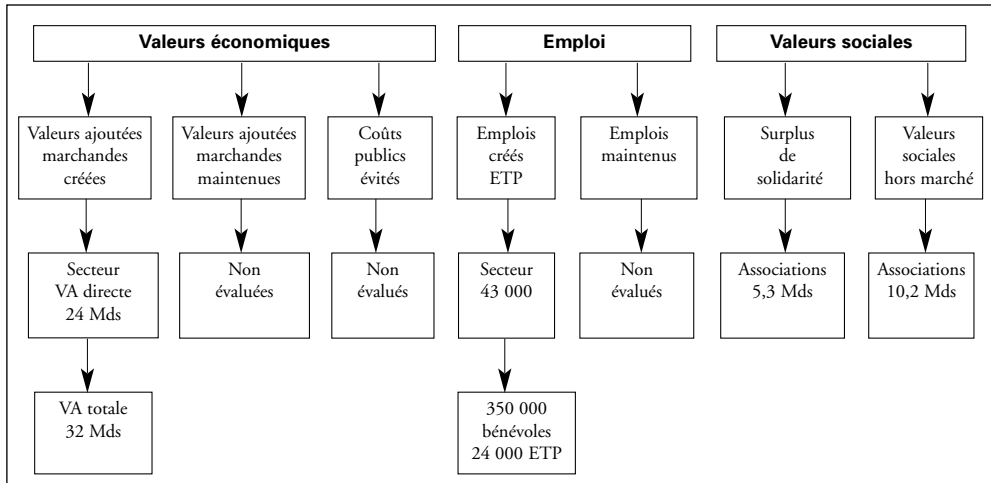 Valeurs économiques
Emploi
Valeurs sociales
Valeurs ajoutées
marchandes
créées
Valeurs ajoutées
marchandes
maintenues
Coûts
publics
évités
Emplois
créés
ETP
Emplois
maintenus
Surplus
de
solidarité
Valeurs
sociales
hors marché
Secteur
VA directe
24 Mds
Non
évaluées
Non
évalués
Secteur
43 000
Non
évalués
Associations
5,3 Mds
Associations
10,2 Mds
VA totale
32 Mds
350 000
bénévoles
24 000 ETP